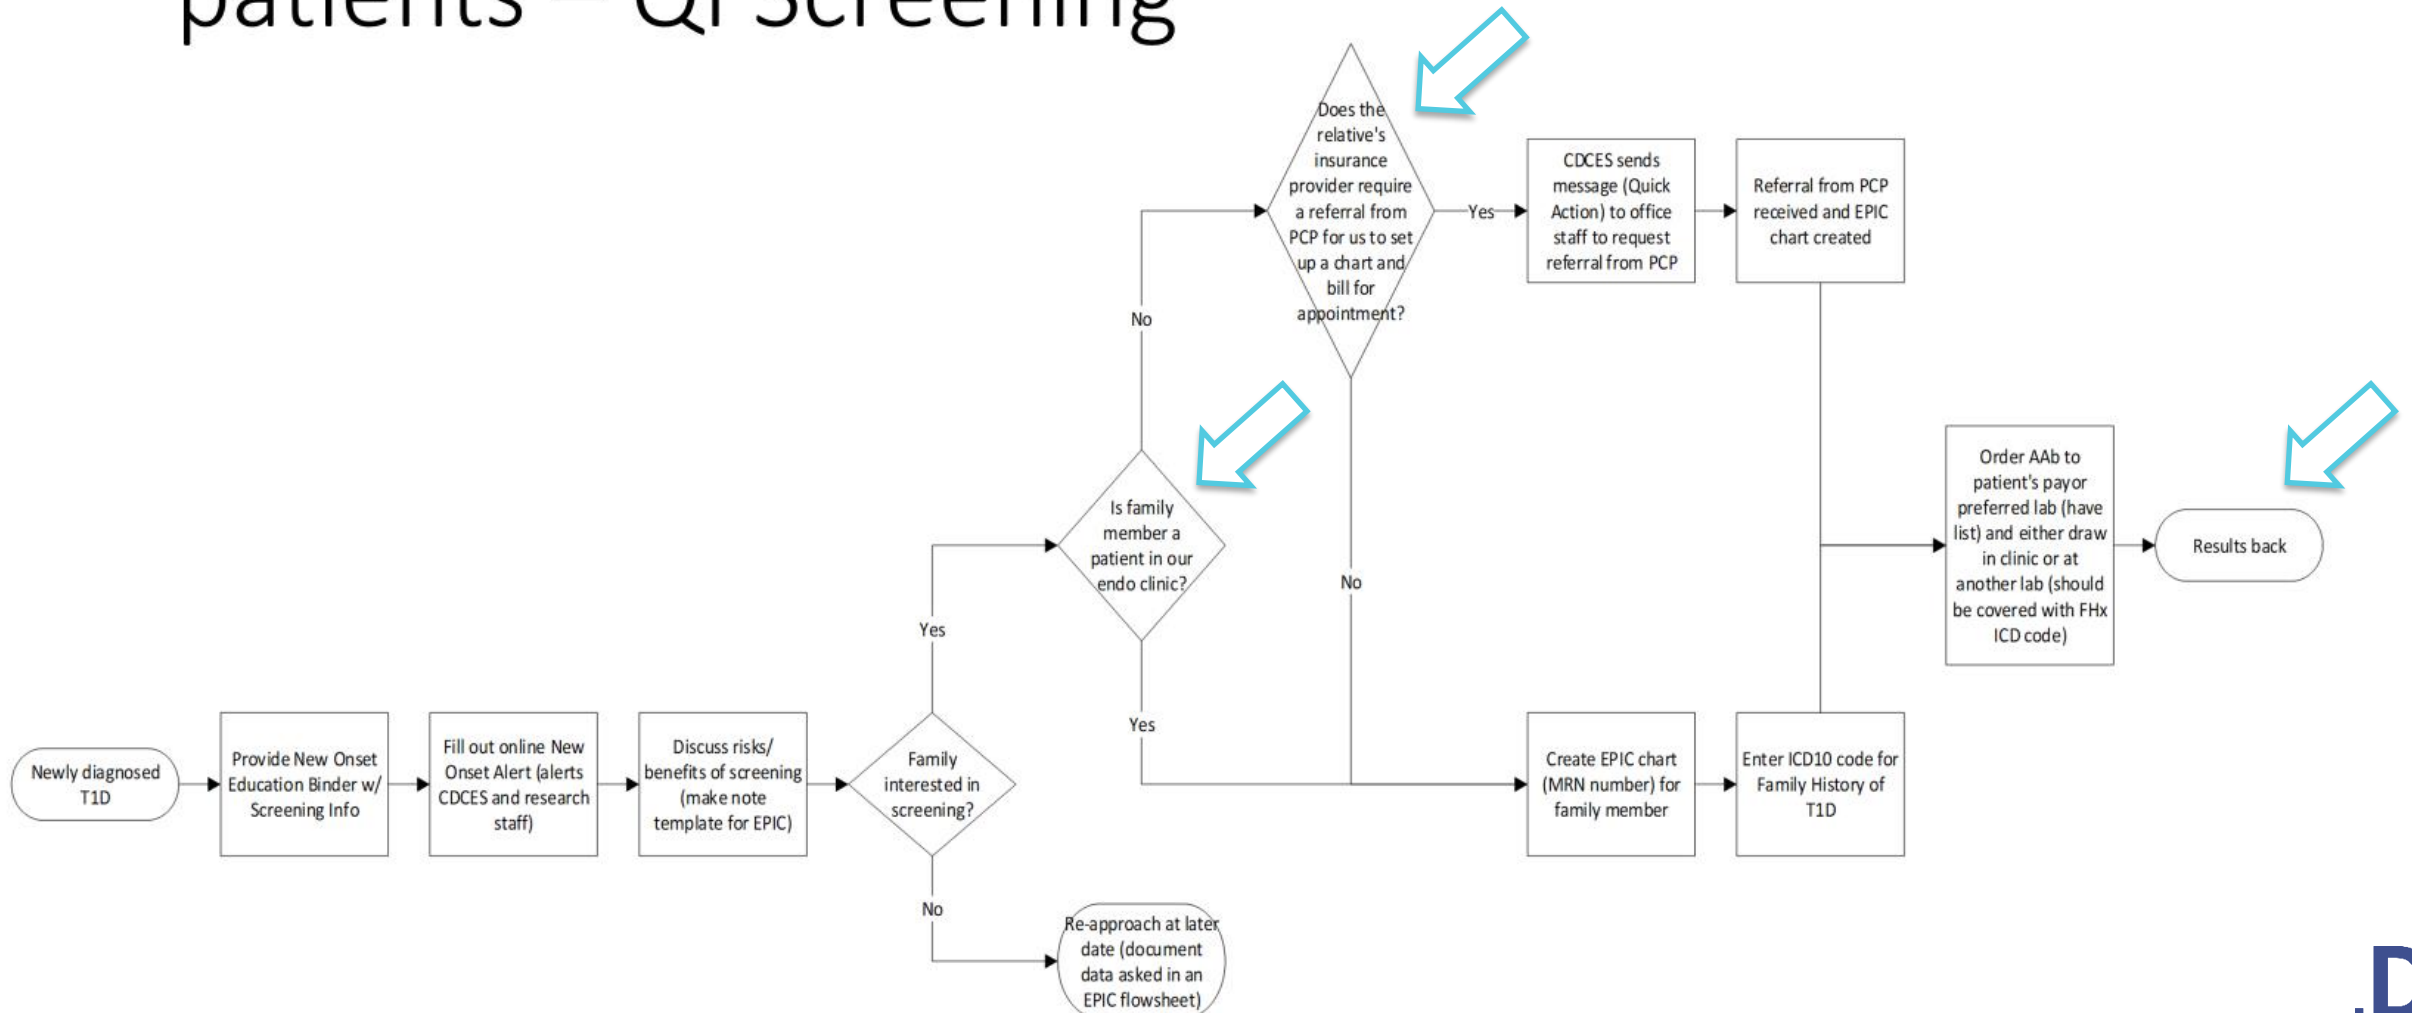 patients – QI Screening
Newly diagnosed
T1D
Provide New Onset
Education Binder w/
Screening Info
Fill out online New
Onset Alert (alerts
CDCES and research
staff)
Discuss risks/
benefits of screening
(make note
template for EPIC)
Family
interested in
screening?
No
Re-approach at later
date (document
data asked in an
EPIC flowsheet)
Yes
Is family
member a
patient in our
endo clinic?
No
Does the
relative's
insurance
provider require
a referral from
PCP for us to set
up a chart and
bill for
appointment?
Yes
CDCES sends
message (Quick
Action) to office
staff to request
referral from PCP
Referral from PCP
received and EPIC
chart created
Yes
No
Create EPIC chart
(MRN number) for
family member
Enter ICD10 code for
Family History of
T1D
Order AAb to
patient's payor
preferred lab (have
list) and either draw
in clinic or at
another lab (should
be covered with FHx
ICD code)
Results back